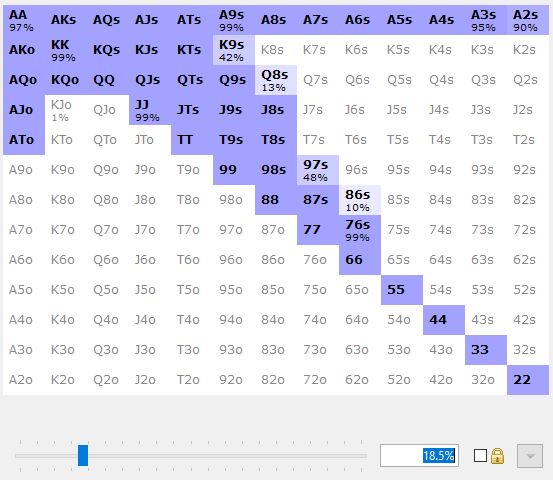 AA AKs AQs AJs ATs A9s A8s A7s A6s A5s A4s A3s A2s
97% 99% 95% 90%
AKo KK KQs KJs KTs K9s K8s K7s K6s K5s K4s K3s K2s
99% 42%
AQo KQo QQ QJs QTs Q9s Q8s Q7s Q6s Q5s Q4s Q3s Q2s
13%
AJo KJo QJo JJ JTs J9s J8s J7s J6s J5s J4s J3s J2s
1% 99%
ATo KTo QTo JTo TT T9s T8s T7s T6s T5s T4s T3s T2s
A9o K9o Q9o J9o T9o 99 98s 97s 96s 95s 94s 93s 92s
48%
A8o K8o Q8o J8o T8o 98o 88 87s 86s 85s 84s 83s 82s
10%
A7o K7o Q7o J7o T7o 97o 87o 77 76s 75s 74s 73s 72s
99%
A6o K6o Q6o J6o T6o 96o 86o 76o 66 65s 64s 63s 62s
A5o K5o Q5o J5o T5o 95o 85o 75o 65o 55 54s 53s 52s
A4o K4o Q4o J4o T4o 94o 84o 74o 64o 54o 44 43s 42s
A3o K3o Q3o J3o T3o 93o 83o 73o 63o 53o 43o 33 32s
A2o K2o Q2o J2o T2o 92o 82o 72o 62o 52o 42o 32o 22
18.5%